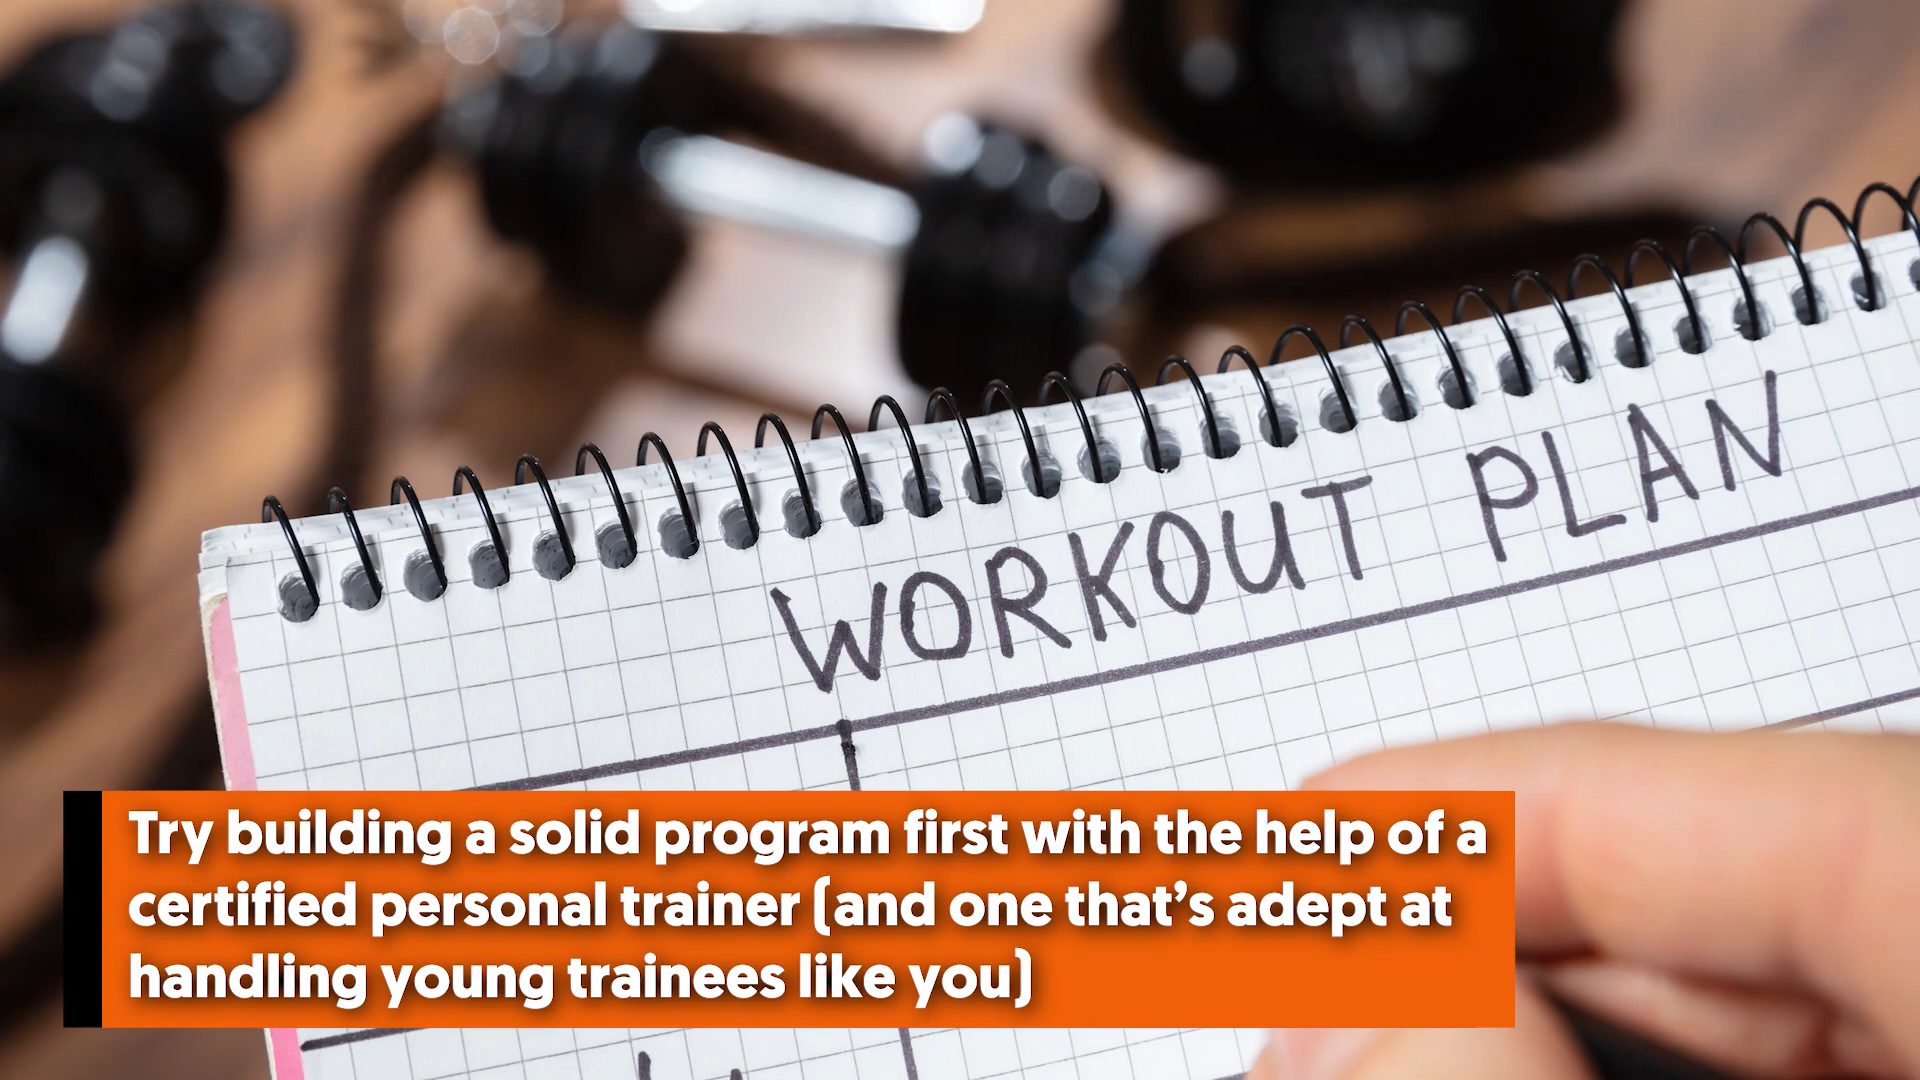 WORKOUT PLAN
Try building a solid program first with the help of a
certified personal trainer (and one that's adept at
handling young trainees like you)